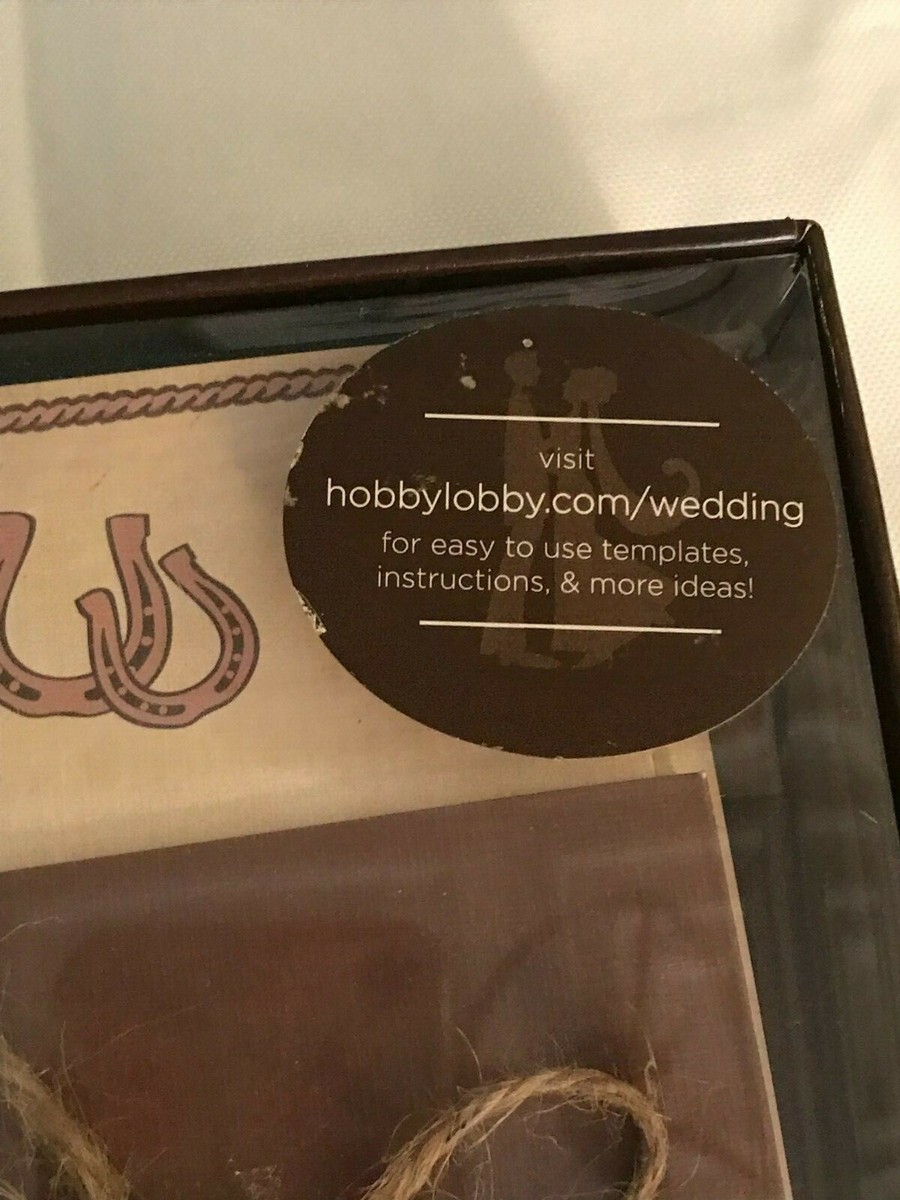 visit
hobbylobby.com/wedding
for easy to use templates,
instructions, & more ideas!